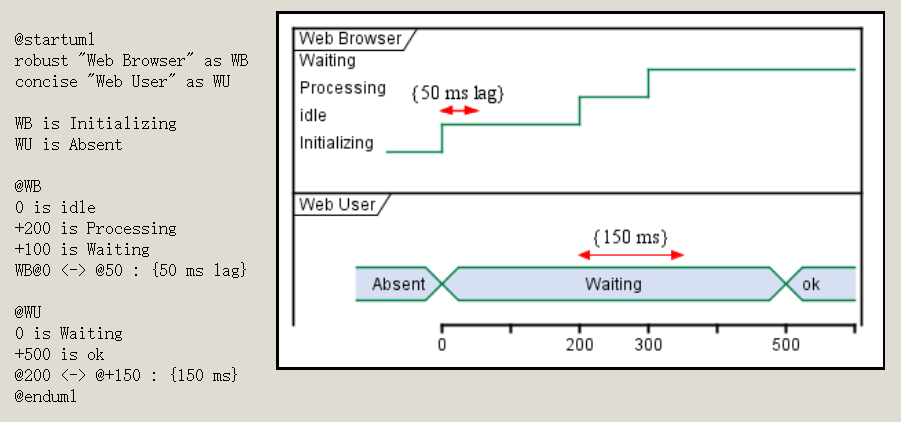 @startuml
robust "Web Browser" as WB
concise "Web User" as WU
WB is Initializing
WU is Absent
@WB
0 is idle
+200 is Processing
+100 is Waiting
WB@0 <-> @50 : {50 ms lag}
@WU
0 is Waiting
+500 is ok
@200 <-> @+150 : {150 ms}
@enduml
Web Browser
Waiting
Processing
{50 ms lag}
idle
Initializing
Web User
{150 ms}
Absent Waiting ok
0 200 300 500